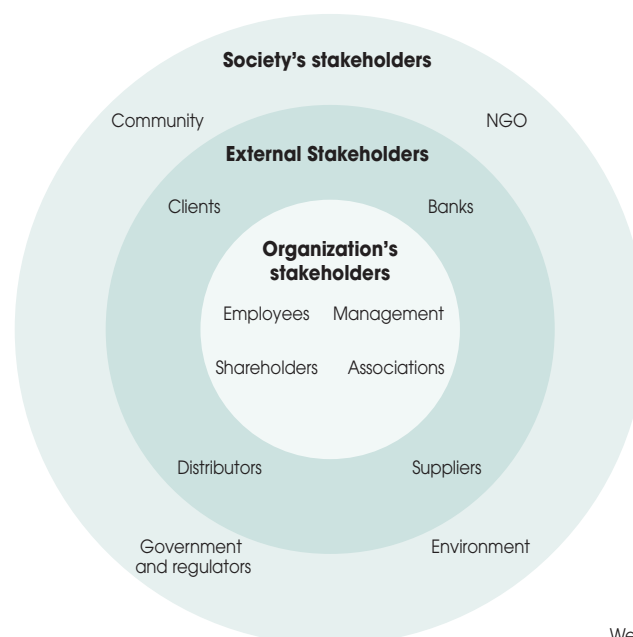 Society's stakeholders
Community NGO
External Stakeholders
Clients Banks
Organization's
stakeholders
Employees Management
Shareholders Associations
Distributors Suppliers
Government
and regulators
Environment